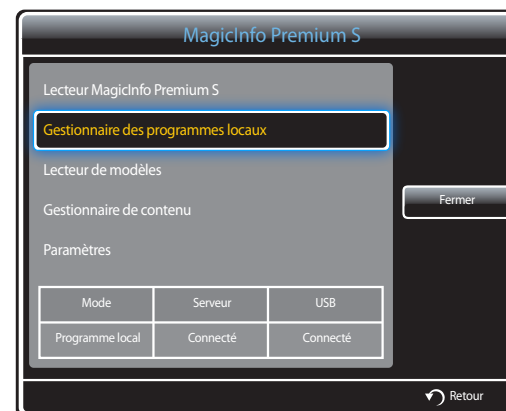 MagicInfo Premium S
Lecteur MagicInfo Premium S
Gestionnaire des programmes locaux
Lecteur de modèles
Gestionnaire de contenu
Paramètres
Fermer
Mode Serveur USB
Programme local Connecté Connecté
Retour